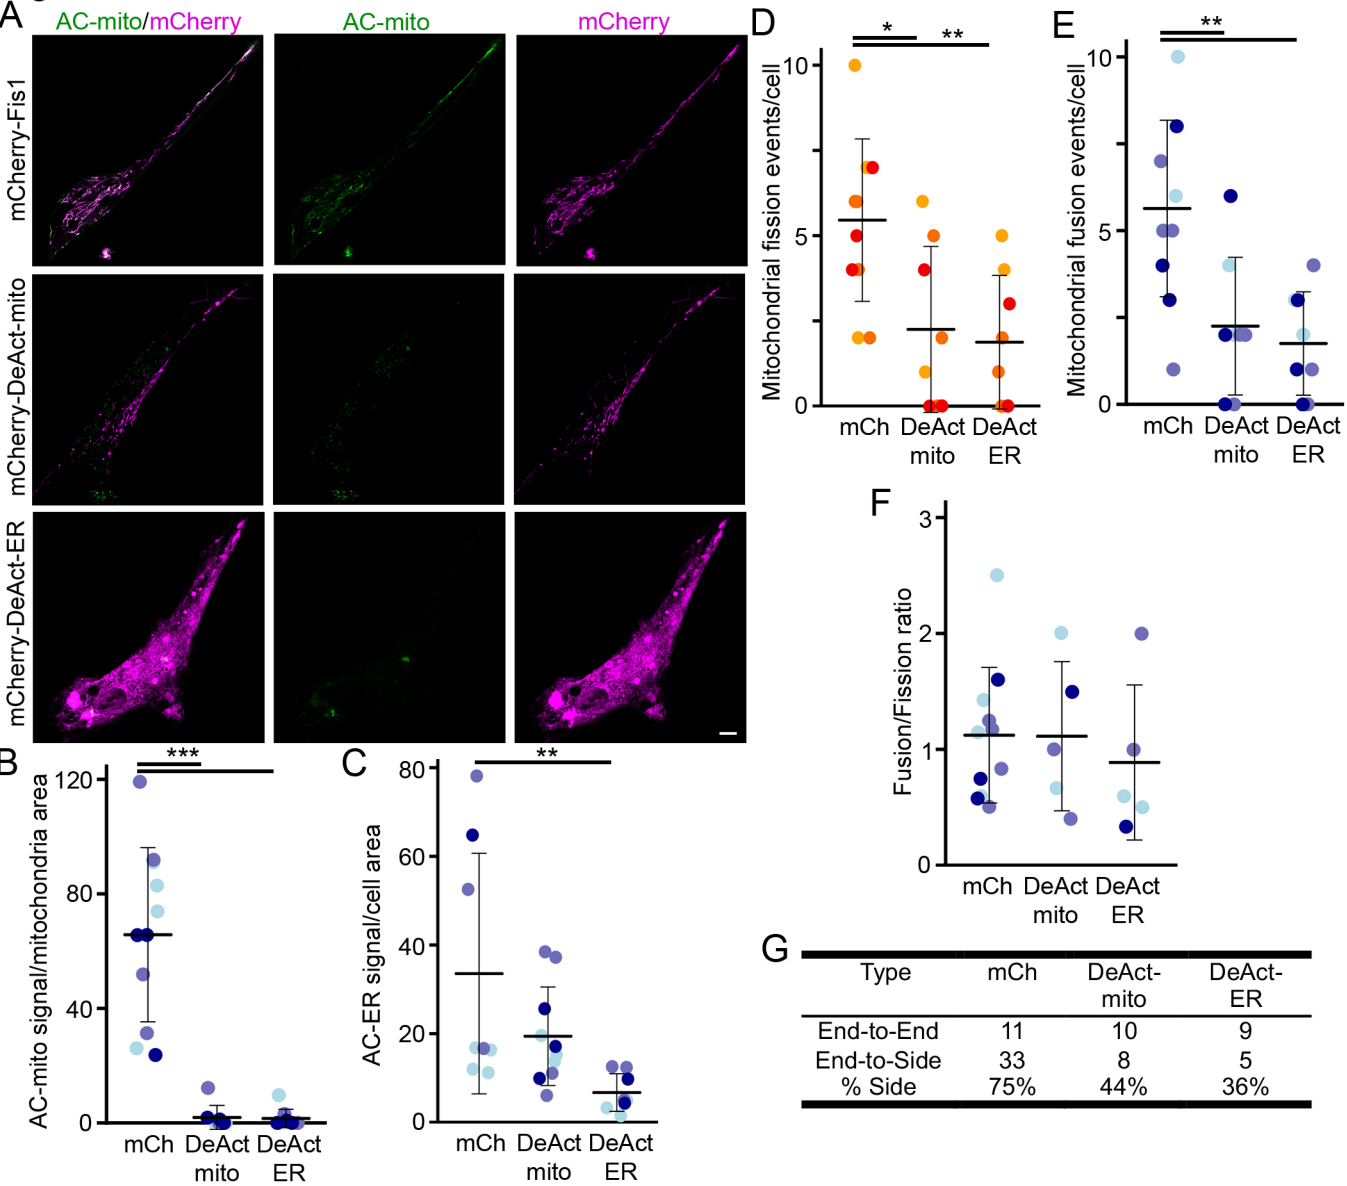 A
AC-mito/mCherry
AC-mito
mCherry
mCherry-Fis1
mCherry-DeAct-mito
mCherry-DeAct-ER
B
AC-mito signal/mitochondria area
***
120
80
40
0
mCh
DeAct
mito
DeAct
ER
C
AC-ER signal/cell area
**
80
60
40
20
0
mCh
DeAct
mito
DeAct
ER
D
Mitochondrial fission events/cell
*
**
10
5
0
mCh
DeAct
mito
DeAct
ER
E
Mitochondrial fusion events/cell
**
10
5
0
mCh
DeAct
mito
DeAct
ER
F
Fusion/Fission ratio
3
2
1
0
mCh
DeAct
mito
DeAct
ER
G
Type mCh DeAct-mito DeAct-ER
End-to-End 11 10 9
End-to-Side 33 8 5
% Side 75% 44% 36%